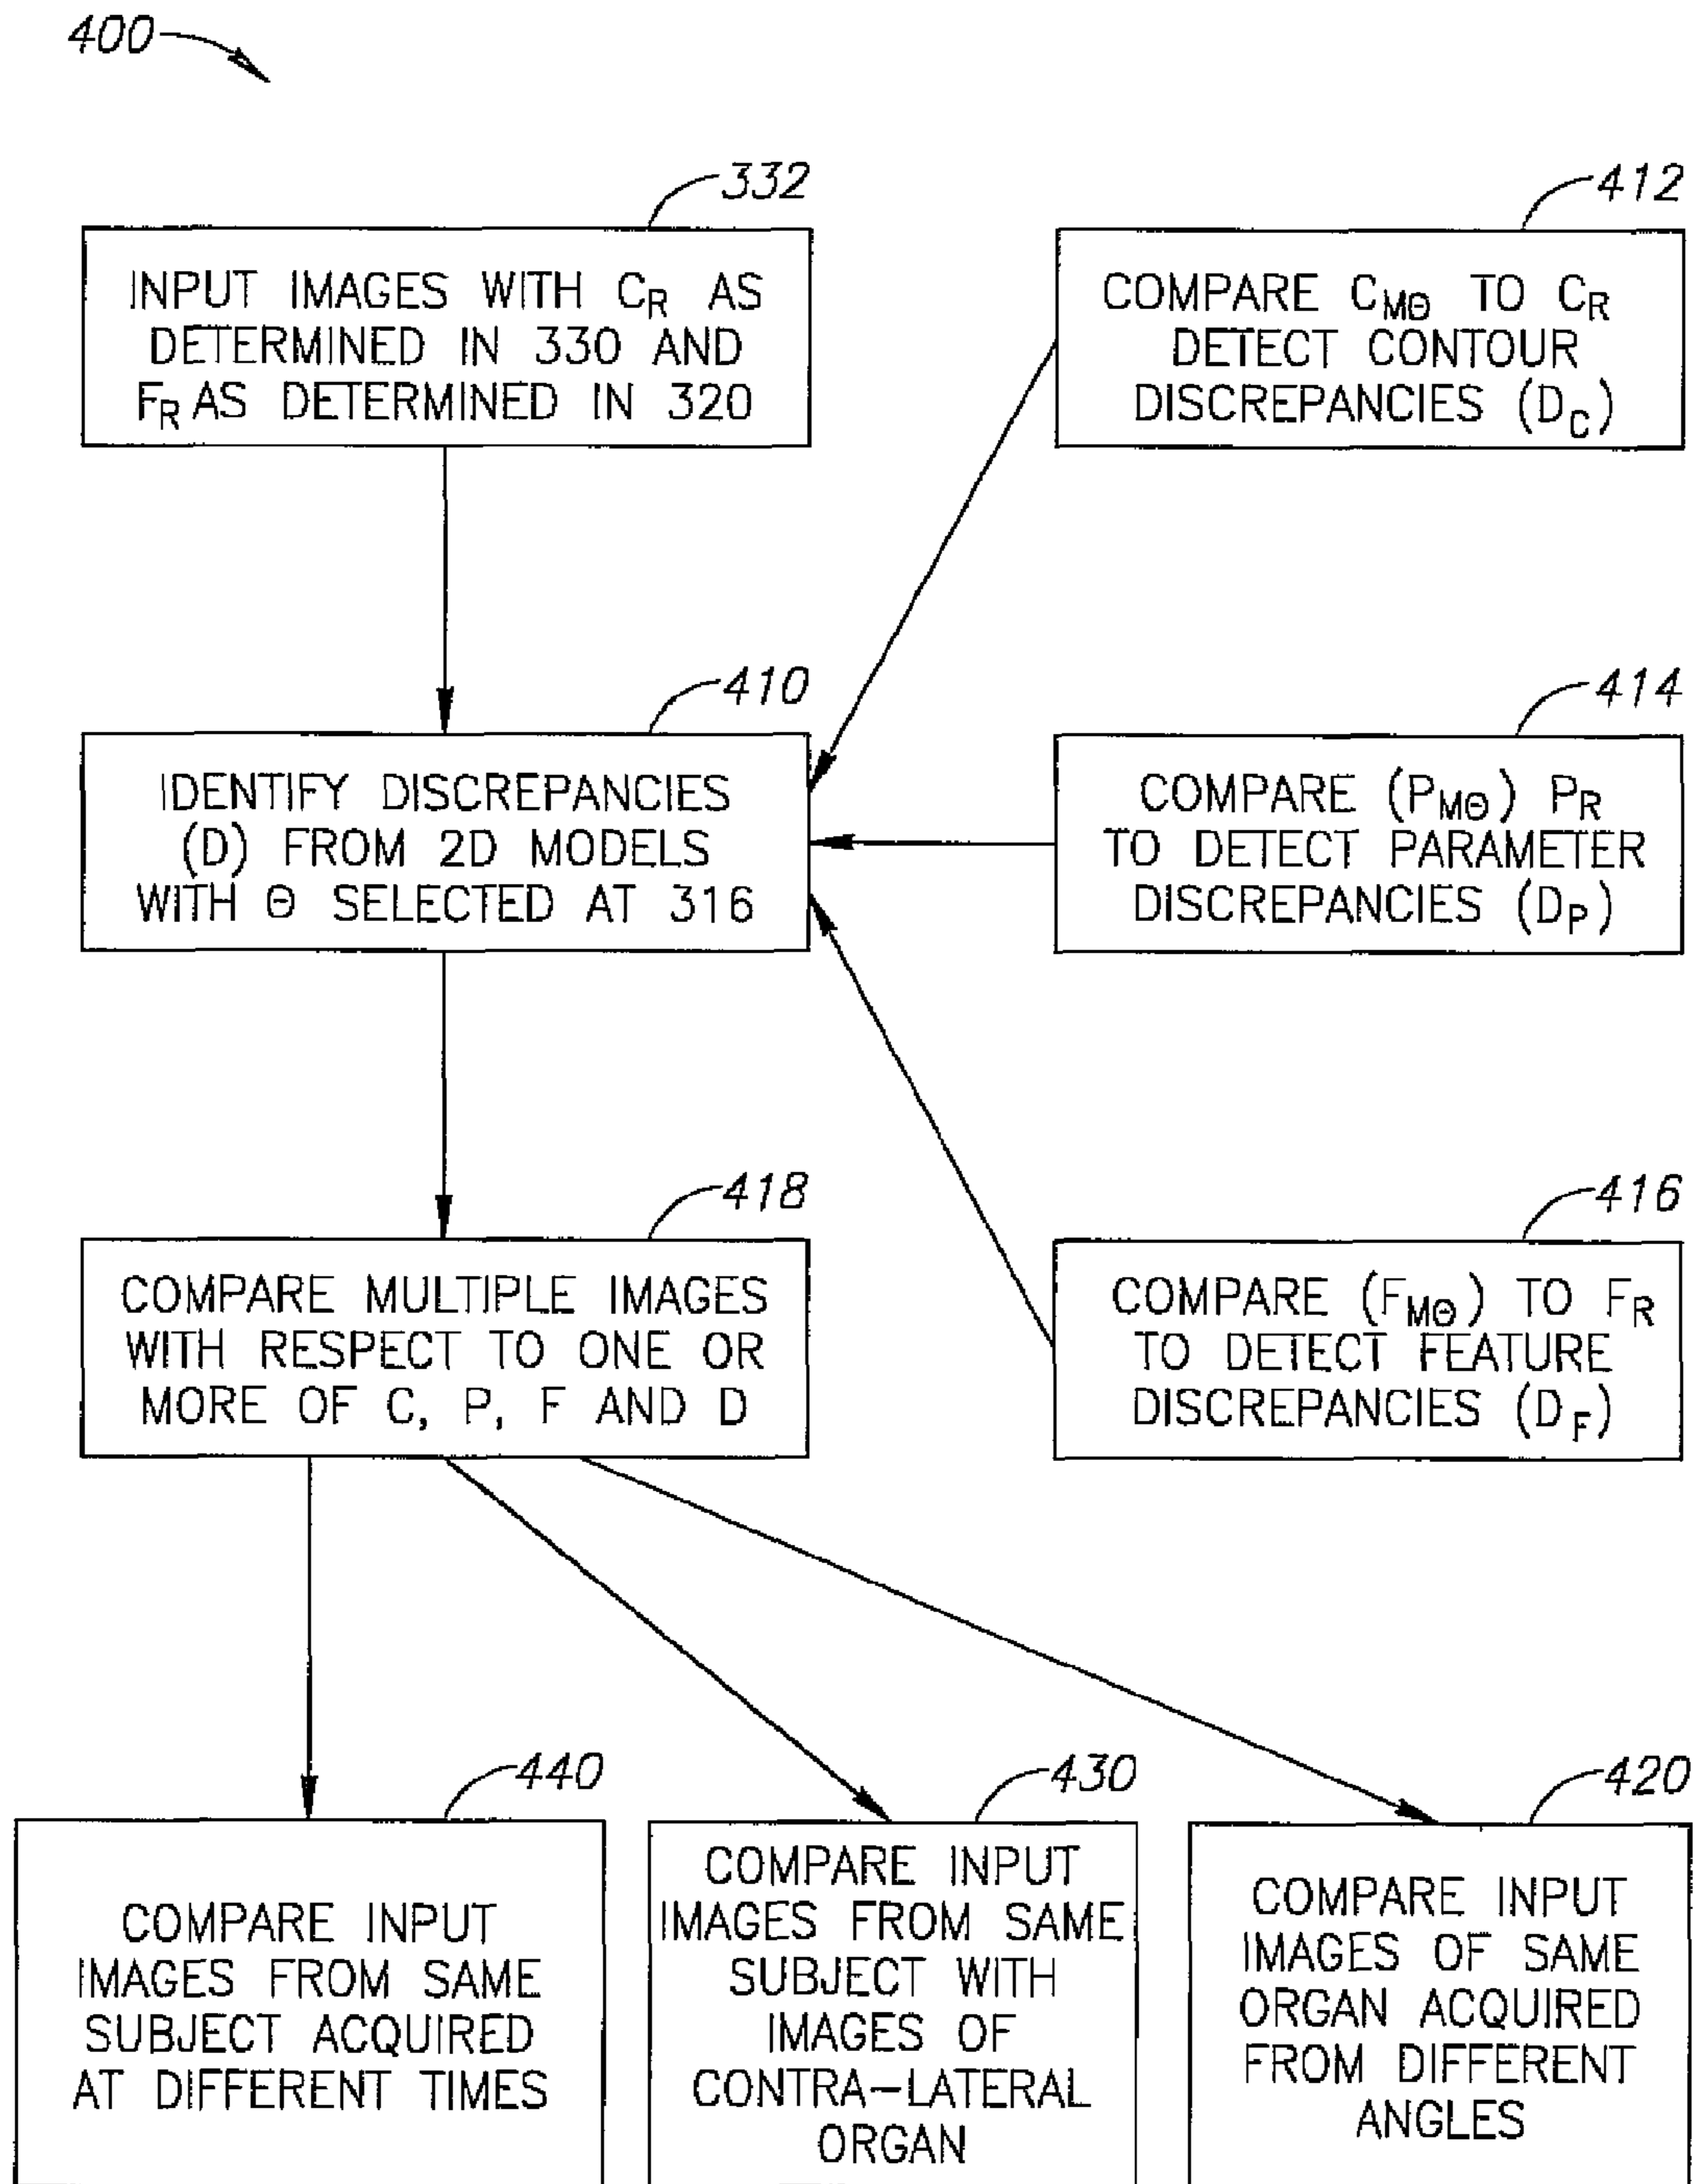 400
332
INPUT IMAGES WITH CR AS
DETERMINED IN 330 AND
FR AS DETERMINED IN 320
412
COMPARE CMΘ TO CR
DETECT CONTOUR
DISCREPANCIES (DC)
410
IDENTIFY DISCREPANCIES
(D) FROM 2D MODELS
WITH Θ SELECTED AT 316
414
COMPARE (PMΘ) PR
TO DETECT PARAMETER
DISCREPANCIES (DP)
418
COMPARE MULTIPLE IMAGES
WITH RESPECT TO ONE OR
MORE OF C, P, F AND D
416
COMPARE (FMΘ) TO FR
TO DETECT FEATURE
DISCREPANCIES (DF)
440
COMPARE INPUT
IMAGES FROM SAME
SUBJECT ACQUIRED
AT DIFFERENT TIMES
430
COMPARE INPUT
IMAGES FROM SAME
SUBJECT WITH
IMAGES OF
CONTRA-LATERAL
ORGAN
420
COMPARE INPUT
IMAGES OF SAME
ORGAN ACQUIRED
FROM DIFFERENT
ANGLES